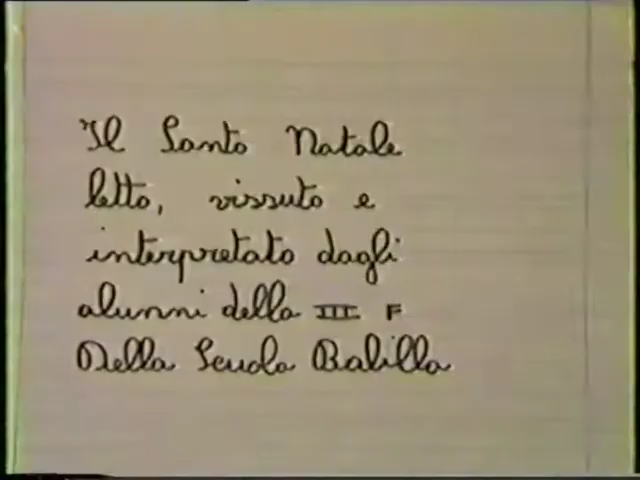 Il Santo Natale
letto, vissuto e
interpretato dagli
alunni della III F
Della Scuola Balilla